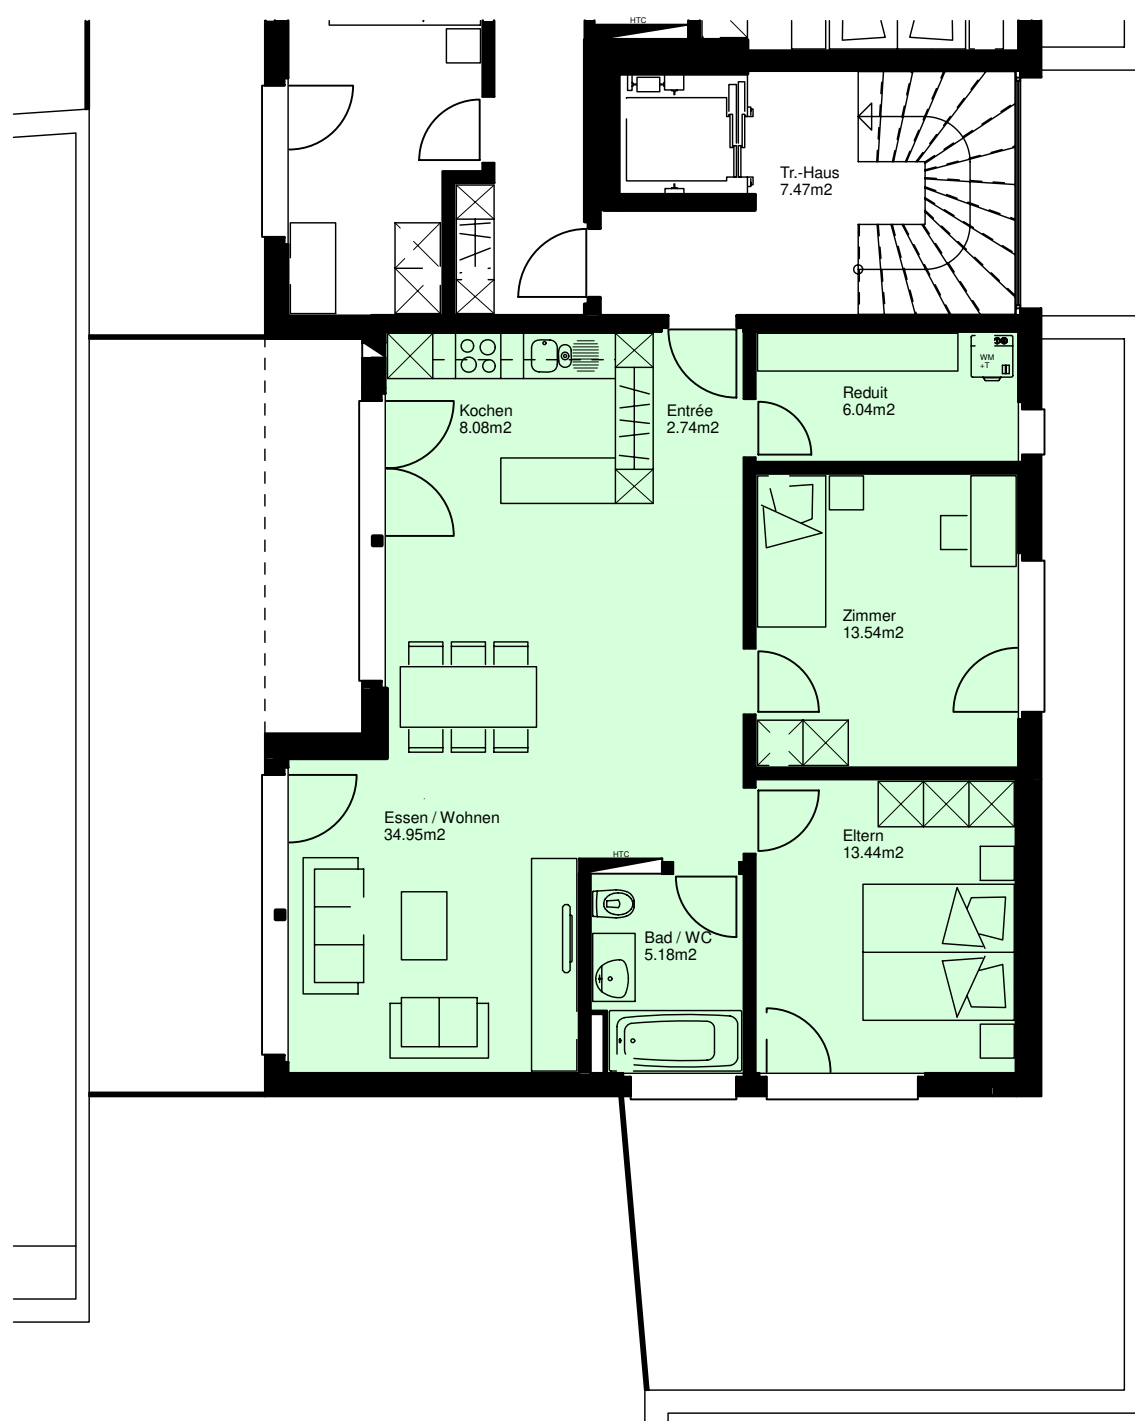 HTC
Tr.-Haus
7.47m2
Kochen
8.08m2
Entrée
2.74m2
Reduit
6.04m2
WM
+T
Zimmer
13.54m2
Essen / Wohnen
34.95m2
Eltern
13.44m2
HTC
Bad / WC
5.18m2